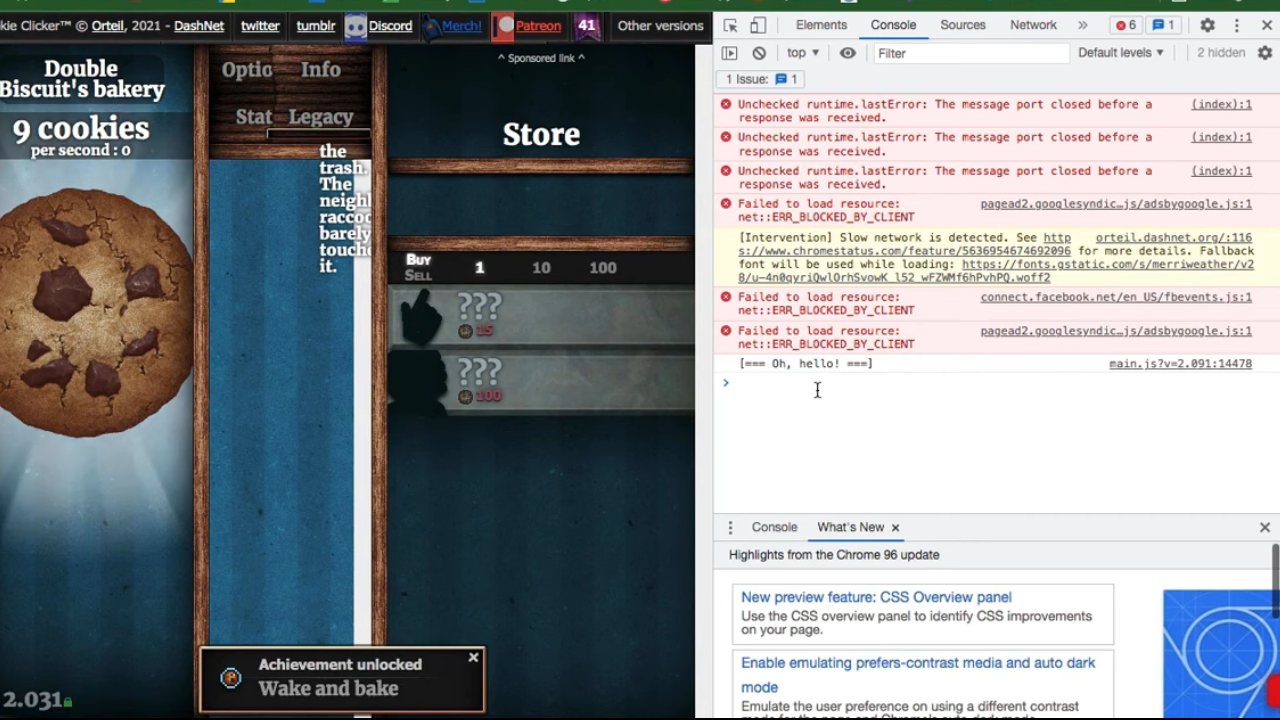 kie Clicker™ © Orteil, 2021 - DashNet twitter tumblr Discord Merch! Patreon 41 Other versions
Double
Biscuit's bakery
9 cookies
per second : 0
2.031
Optio Info
Stat Legacy
the
trash.
The
neighl
racco
barely
touch
it.
^ Sponsored link ^
Store
BUY
SELL
1 10 100
???
15
???
100
Achievement unlocked
Wake and bake
Elements Console Sources Network » 6 1
top ▼ Filter Default levels ▼ 2 hidden
1 Issue: 1
Unchecked runtime.lastError: The message port closed before a (index):1
response was received.
Unchecked runtime.lastError: The message port closed before a (index):1
response was received.
Unchecked runtime.lastError: The message port closed before a (index):1
response was received.
Failed to load resource: pagead2.googlesyndic…js/adsbygoogle.js:1
net::ERR_BLOCKED_BY_CLIENT
[Intervention] Slow network is detected. See http orteil.dashnet.org/:116
s://www.chromestatus.com/feature/5636954674692096 for more details. Fallback
font will be used while loading: https://fonts.gstatic.com/s/merriweather/v2
Failed to load resource: connect.facebook.net/en_US/fbevents.js:1
net::ERR_BLOCKED_BY_CLIENT
Failed to load resource: pagead2.googlesyndic…js/adsbygoogle.js:1
net::ERR_BLOCKED_BY_CLIENT
[=== Oh, hello! ===] main.js?v=2.091:14478
Console What's New ×
Highlights from the Chrome 96 update
New preview feature: CSS Overview panel
Use the CSS overview panel to identify CSS improvements
on your page.
Enable emulating prefers-contrast media and auto dark
mode
Emulate the user preference on using a different contrast